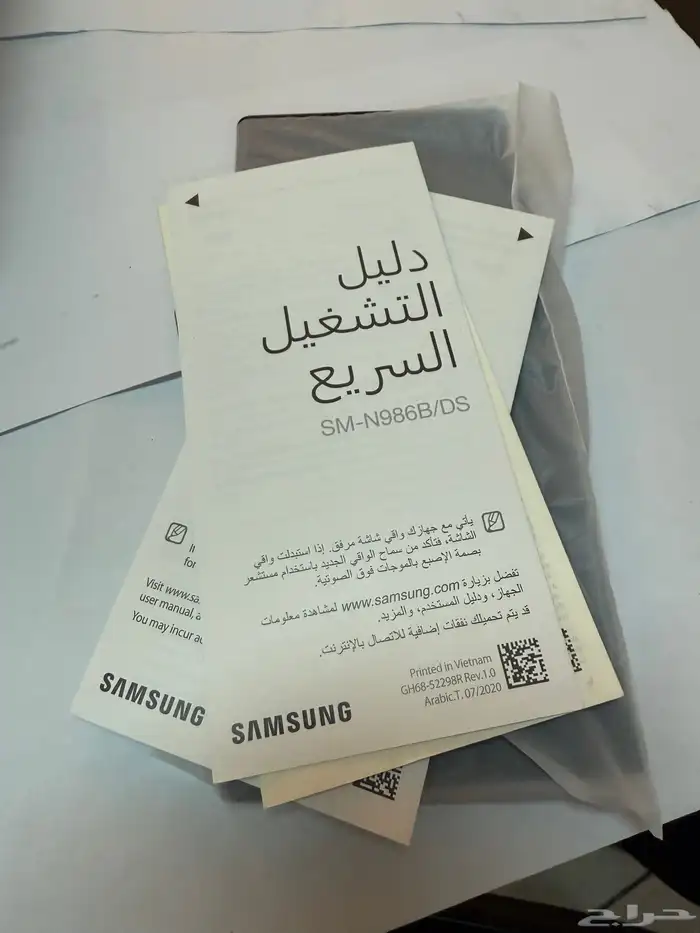 دليل
التشغيل
السريع
SM-N986B/DS
يأتي مع جهازك واقي شاشة مرفق. إذا استبدلت واقي
الشاشة، فتأكد من سماح الواقي الجديد باستخدام مستشعر
بصمة الإصبع بالموجات فوق الصوتية.
تفضل بزيارة www.samsung.com لمشاهدة معلومات
الجهاز، ودليل المستخدم، والمزيد.
قد يتم تحميلك نفقات إضافية للاتصال بالإنترنت.
Printed in Vietnam
GH68-52298R Rev.1.0
Arabic.T. 07/2020
SAMSUNG
for
Visit www.sa
user manual, a
You may incur ad
SAMSUNG
حراج